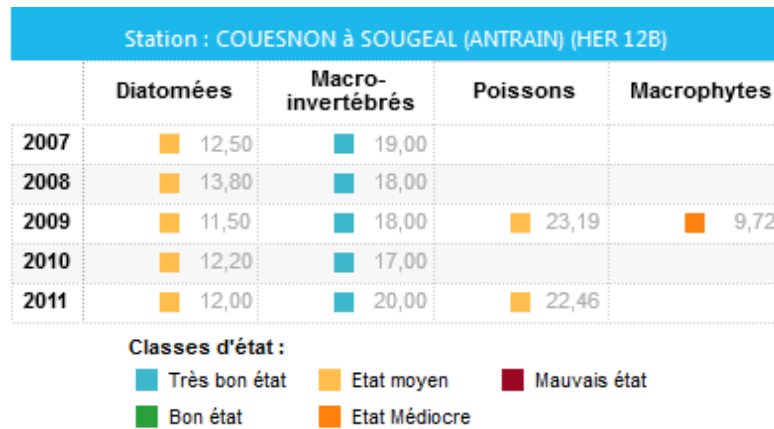 Station : COUESNON à SOUGEAL (ANTRAIN) (HER 12B)
Diatomées Macro-invertébrés Poissons Macrophytes
2007 12,50 19,00
2008 13,80 18,00
2009 11,50 18,00 23,19 9,72
2010 12,20 17,00
2011 12,00 20,00 22,46
Classes d'état :
Très bon état Etat moyen Mauvais état
Bon état Etat Médiocre